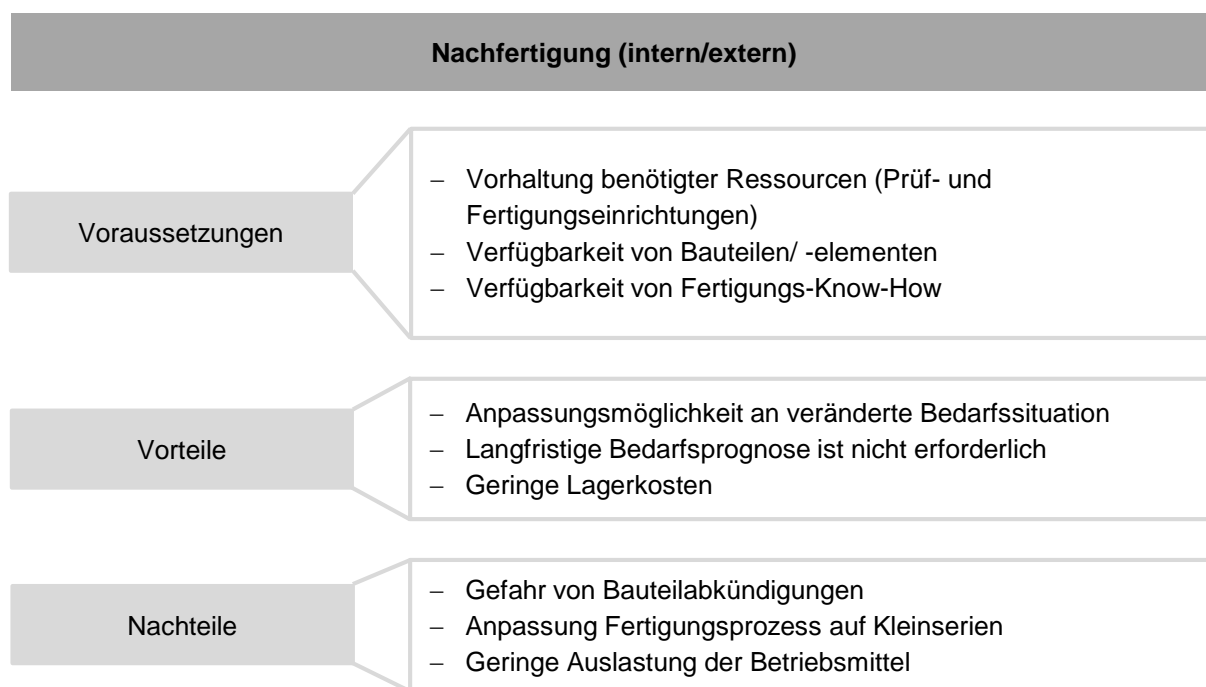 Nachfertigung (intern/extern)
Voraussetzungen
– Vorhaltung benötigter Ressourcen (Prüf- und
Fertigungseinrichtungen)
– Verfügbarkeit von Bauteilen/ -elementen
– Verfügbarkeit von Fertigungs-Know-How
Vorteile
– Anpassungsmöglichkeit an veränderte Bedarfssituation
– Langfristige Bedarfsprognose ist nicht erforderlich
– Geringe Lagerkosten
Nachteile
– Gefahr von Bauteilabkündigungen
– Anpassung Fertigungsprozess auf Kleinserien
– Geringe Auslastung der Betriebsmittel